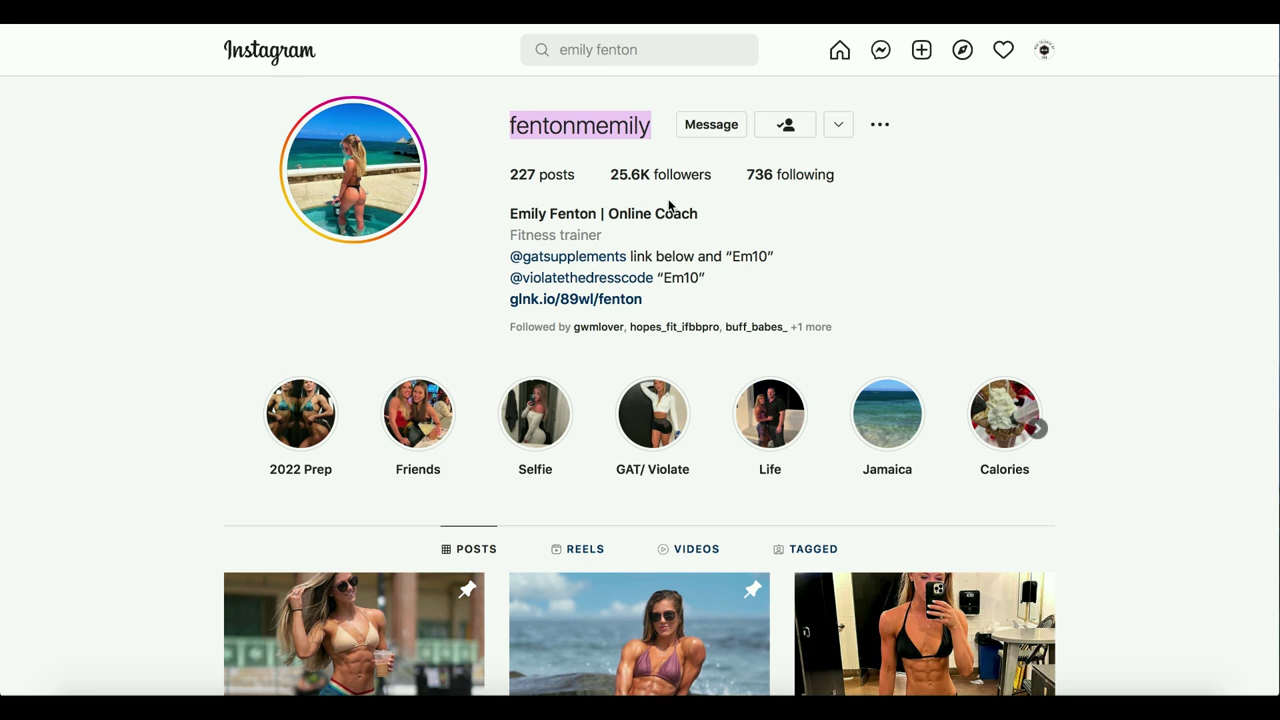 Instagram
emily fenton
fentonmemily
Message
227 posts 25.6K followers 736 following
Emily Fenton | Online Coach
Fitness trainer
@gatsupplements link below and “Em10”
@violatethedresscode “Em10”
glnk.io/89wl/fenton
Followed by gwmlover, hopes_fit_ifbbpro, buff_babes_ +1 more
2022 Prep Friends Selfie GAT/ Violate Life Jamaica Calories
POSTS REELS VIDEOS TAGGED